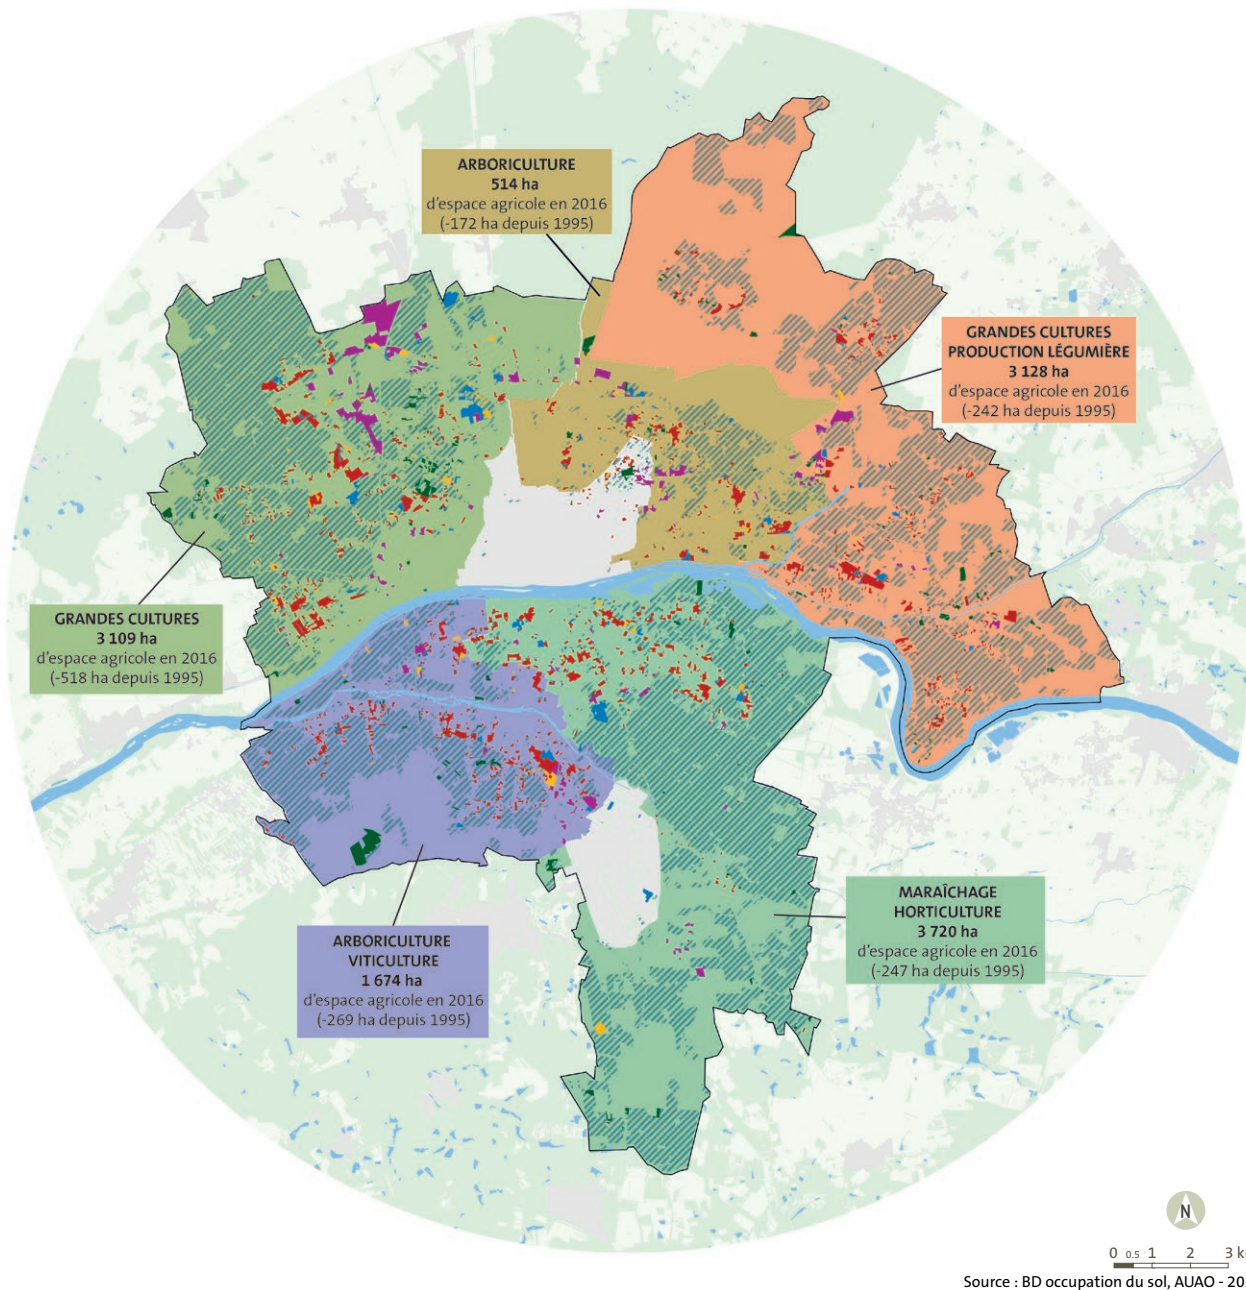 ARBORICULTURE
514 ha
d'espace agricole en 2016
(-172 ha depuis 1995)
GRANDES CULTURES
PRODUCTION LÉGUMIÈRE
3 128 ha
d'espace agricole en 2016
(-242 ha depuis 1995)
GRANDES CULTURES
3 109 ha
d'espace agricole en 2016
(-518 ha depuis 1995)
MARAÎCHAGE
HORTICULTURE
3 720 ha
d'espace agricole en 2016
(-247 ha depuis 1995)
ARBORICULTURE
VITICULTURE
1 674 ha
d'espace agricole en 2016
(-269 ha depuis 1995)
N
0 0.5 1 2 3 k
Source : BD occupation du sol, AUAO - 20